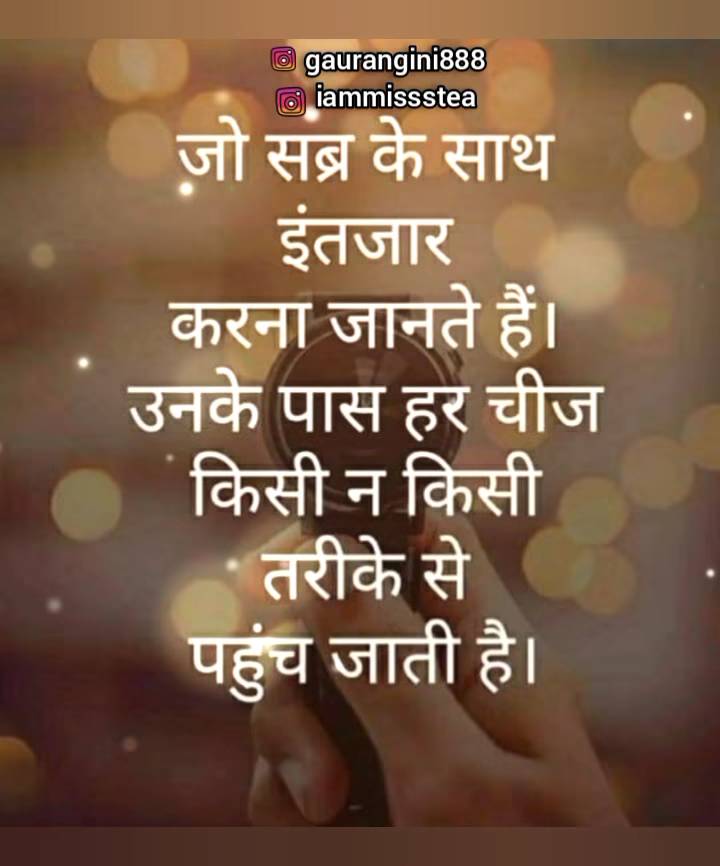 gaurangini888
iammissstea
जो सब्र के साथ
इंतजार
करना जानते हैं।
उनके पास हर चीज
किसी न किसी
तरीके से
पहुंच जाती है।